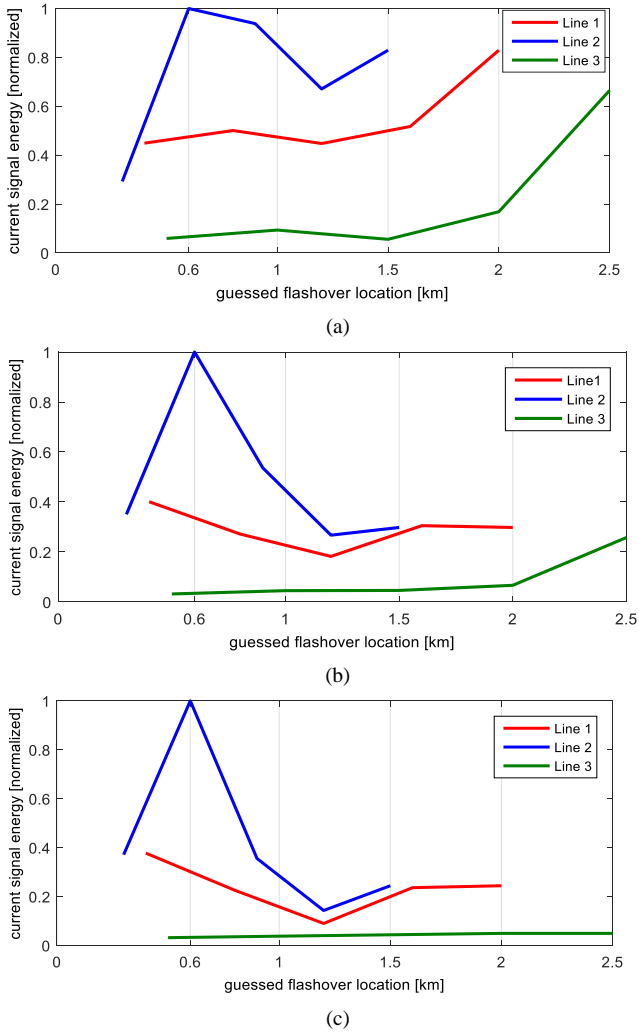 current signal energy [normalized]
1
0.8
0.6
0.4
0.2
0
Line 1
Line 2
Line 3
0 0.6 1 1.5 2 2.5
guessed flashover location [km]
(a)
current signal energy [normalized]
1
0.8
0.6
0.4
0.2
0
Line1
Line 2
Line 3
0 0.6 1 1.5 2 2.5
guessed flashover location [km]
(b)
current signal energy [normalized]
1
0.8
0.6
0.4
0.2
0
Line 1
Line 2
Line 3
0 0.6 1 1.5 2 2.5
guessed flashover location [km]
(c)